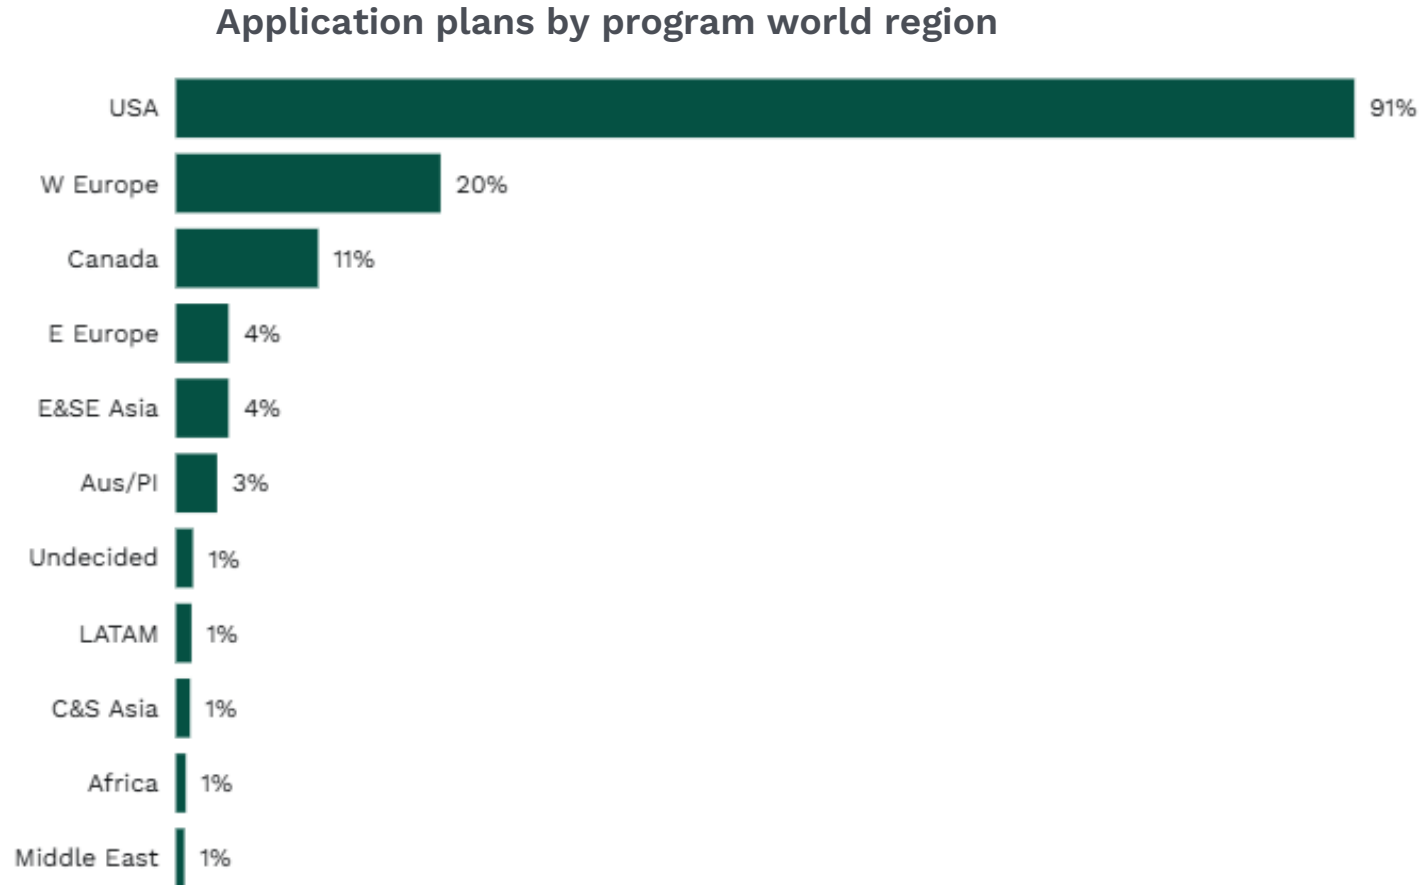 Application plans by program world region
USA 91%
W Europe 20%
Canada 11%
E Europe 4%
E&SE Asia 4%
Aus/PI 3%
Undecided 1%
LATAM 1%
C&S Asia 1%
Africa 1%
Middle East 1%